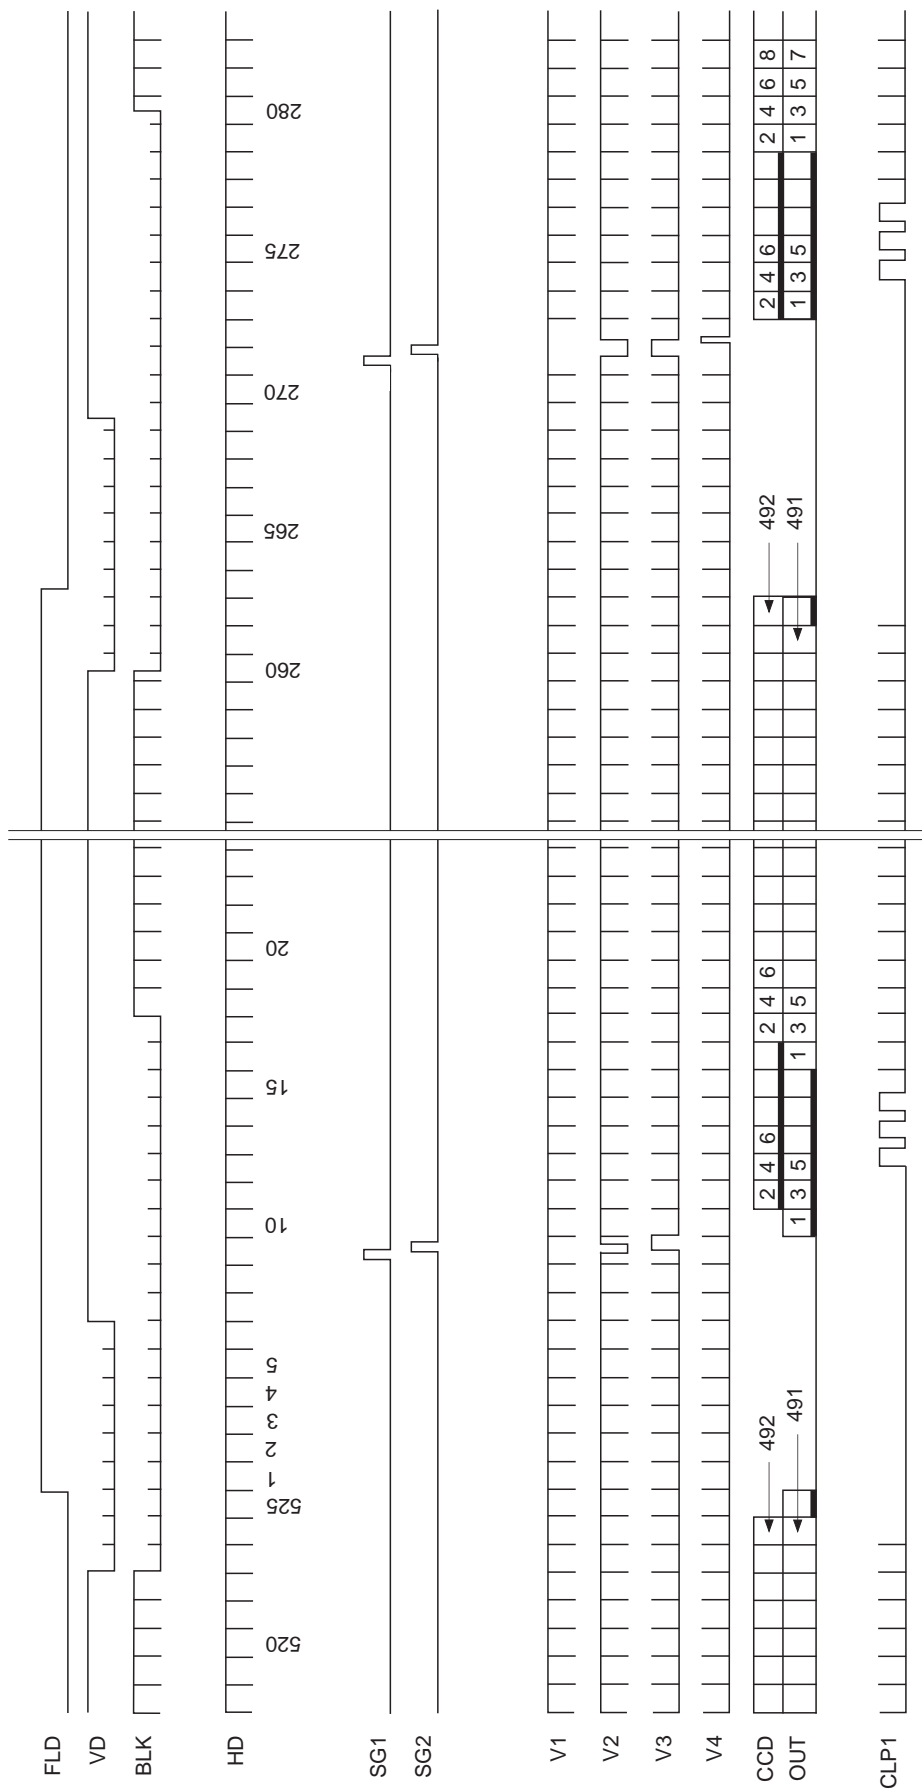 FLD
VD
BLK
HD
520 525 1 2 3 4 5 10 15 20 260 265 270 275 280
SG1
SG2
V1
V2
V3
V4
CCD
OUT
492 2 4 6 2 4 6 492 2 4 6 2 4 6 8
491 1 3 5 1 3 5 491 1 3 5 1 3 5 7
CLP1